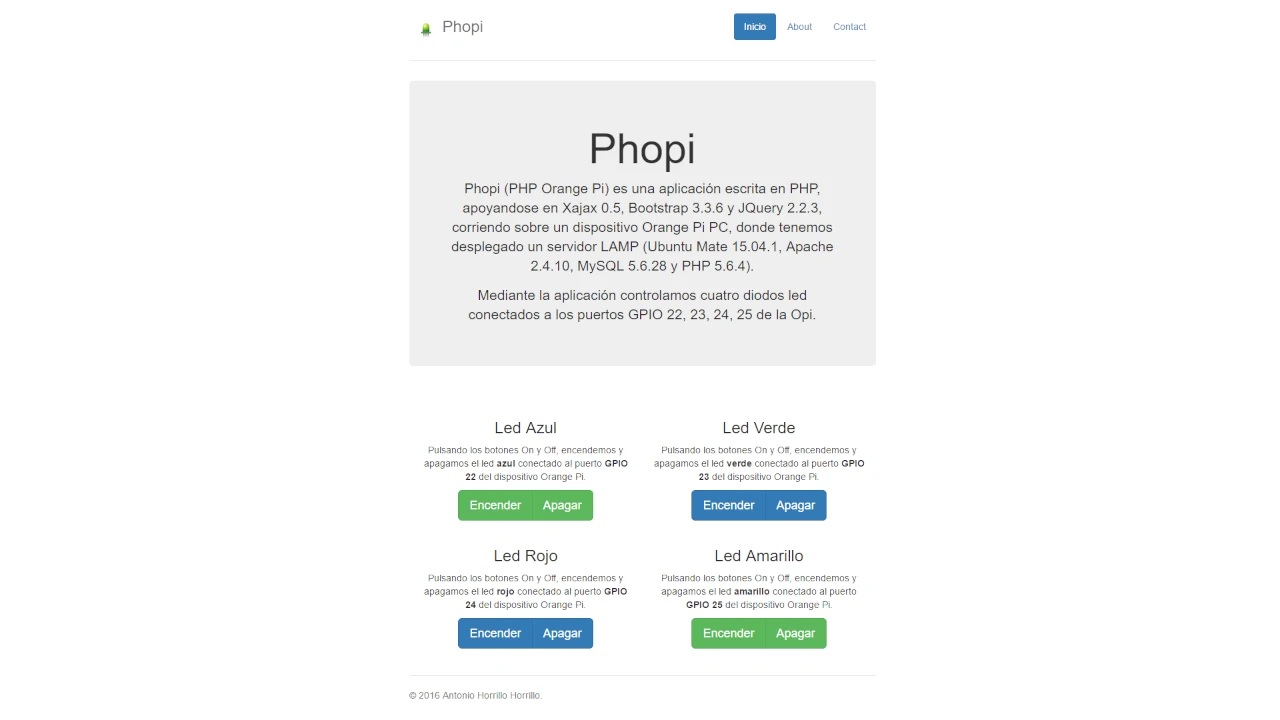 Phopi
Inicio
About
Contact
Phopi
Phopi (PHP Orange Pi) es una aplicación escrita en PHP,
apoyandose en Xajax 0.5, Bootstrap 3.3.6 y JQuery 2.2.3,
corriendo sobre un dispositivo Orange Pi PC, donde tenemos
desplegado un servidor LAMP (Ubuntu Mate 15.04.1, Apache
2.4.10, MySQL 5.6.28 y PHP 5.6.4).
Mediante la aplicación controlamos cuatro diodos led
conectados a los puertos GPIO 22, 23, 24, 25 de la Opi.
Led Azul
Pulsando los botones On y Off, encendemos y
apagamos el led azul conectado al puerto GPIO
22 del dispositivo Orange Pi.
Encender Apagar
Led Verde
Pulsando los botones On y Off, encendemos y
apagamos el led verde conectado al puerto GPIO
23 del dispositivo Orange Pi.
Encender Apagar
Led Rojo
Pulsando los botones On y Off, encendemos y
apagamos el led rojo conectado al puerto GPIO
24 del dispositivo Orange Pi.
Encender Apagar
Led Amarillo
Pulsando los botones On y Off, encendemos y
apagamos el led amarillo conectado al puerto
GPIO 25 del dispositivo Orange Pi.
Encender Apagar
© 2016 Antonio Horrillo Horrillo.